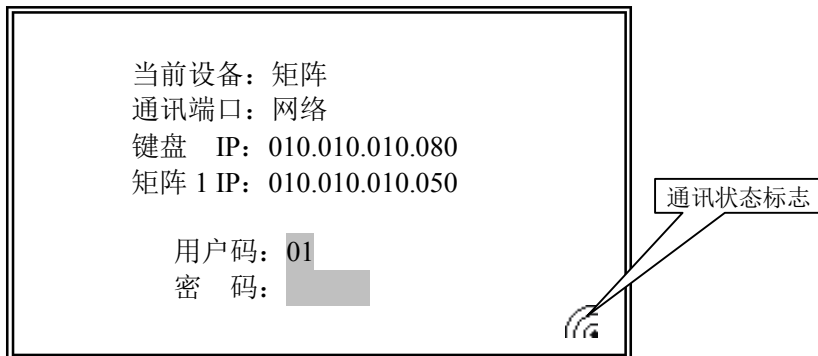 当前设备：矩阵
通讯端口：网络
键盘 IP：010.010.010.080
矩阵 1 IP：010.010.010.050
通讯状态标志
用户码：01
密 码：